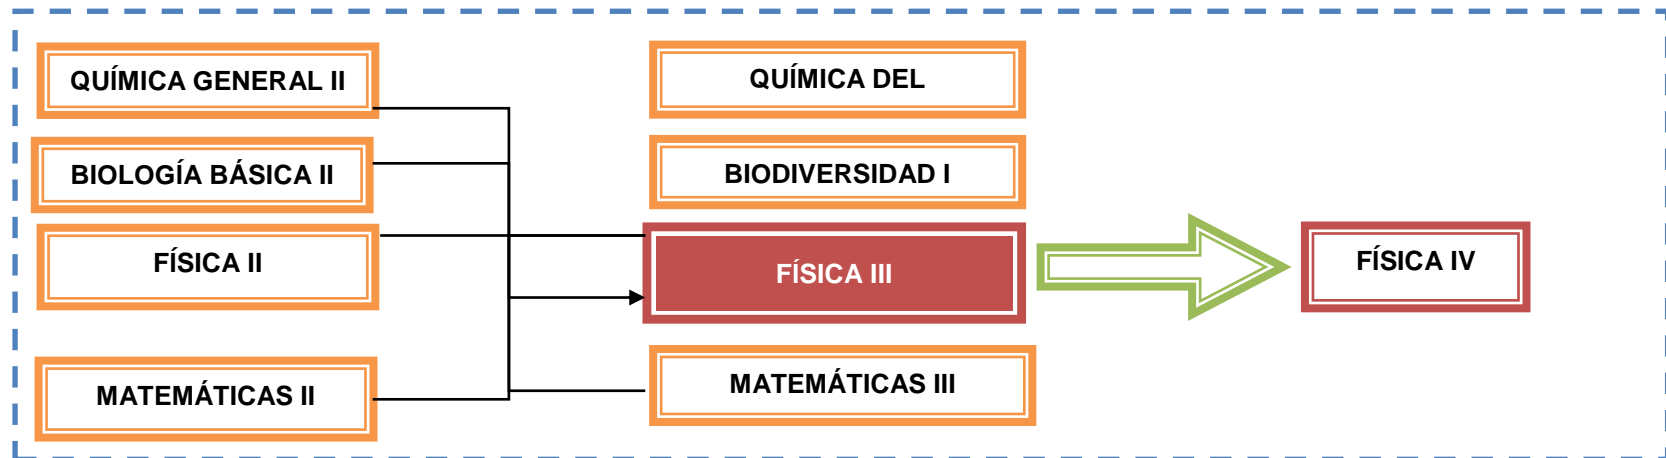 QUÍMICA GENERAL II
BIOLOGÍA BÁSICA II
FÍSICA II
MATEMÁTICAS II
QUÍMICA DEL
BIODIVERSIDAD I
FÍSICA III
MATEMÁTICAS III
FÍSICA IV